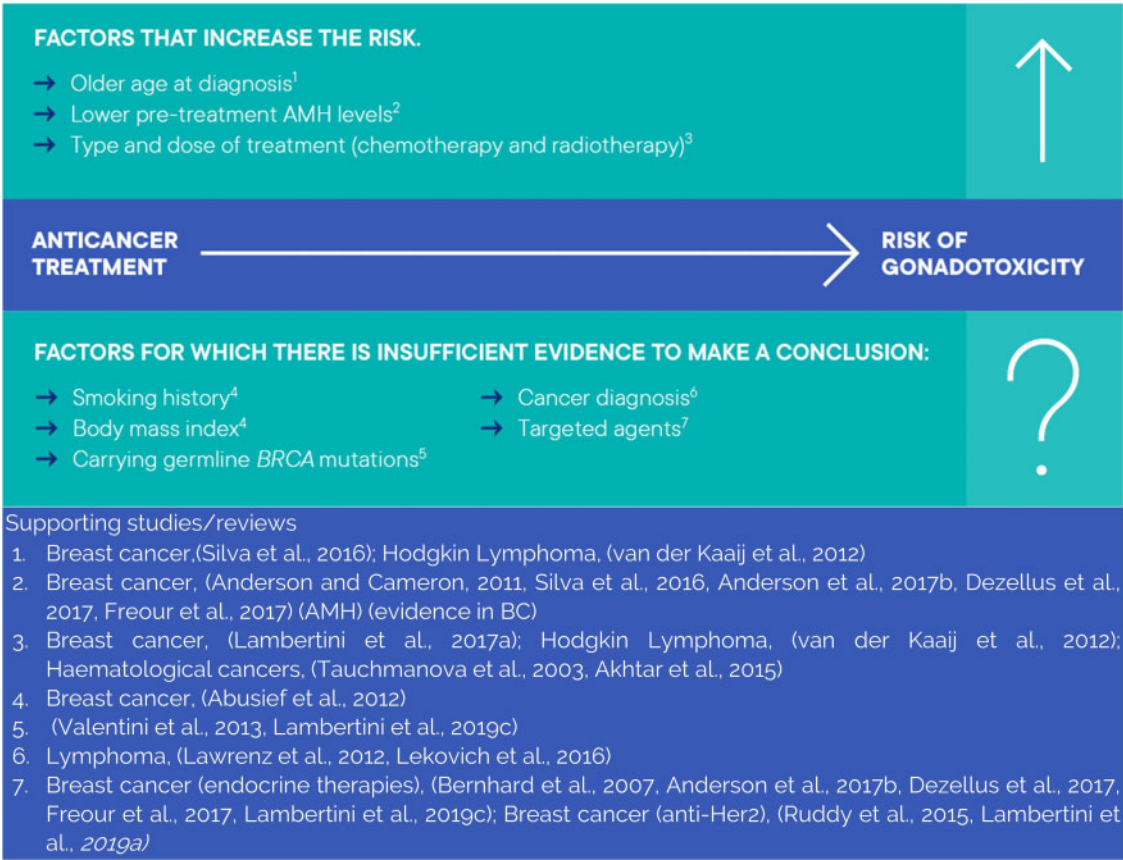 FACTORS THAT INCREASE THE RISK.
→ Older age at diagnosis¹
→ Lower pre-treatment AMH levels²
→ Type and dose of treatment (chemotherapy and radiotherapy)³
ANTICANCER
TREATMENT
RISK OF
GONADOTOXICITY
FACTORS FOR WHICH THERE IS INSUFFICIENT EVIDENCE TO MAKE A CONCLUSION:
→ Smoking history⁴
→ Body mass index⁴
→ Carrying germline BRCA mutations⁵
→ Cancer diagnosis⁶
→ Targeted agents⁷
?
Supporting studies/reviews
1. Breast cancer,(Silva et al., 2016); Hodgkin Lymphoma, (van der Kaaij et al., 2012)
2. Breast cancer, (Anderson and Cameron, 2011, Silva et al., 2016, Anderson et al., 2017b, Dezellus et al.,
2017, Freour et al., 2017) (AMH) (evidence in BC)
3. Breast cancer, (Lambertini et al., 2017a); Hodgkin Lymphoma, (van der Kaaij et al., 2012);
Haematological cancers, (Tauchmanova et al., 2003, Akhtar et al., 2015)
4. Breast cancer, (Abusief et al., 2012)
5. (Valentini et al., 2013, Lambertini et al., 2019c)
6. Lymphoma, (Lawrenz et al., 2012, Lekovich et al., 2016)
7. Breast cancer (endocrine therapies), (Bernhard et al., 2007, Anderson et al., 2017b, Dezellus et al., 2017,
Freour et al., 2017, Lambertini et al., 2019c); Breast cancer (anti-Her2), (Ruddy et al., 2015, Lambertini et
al., 2019a)